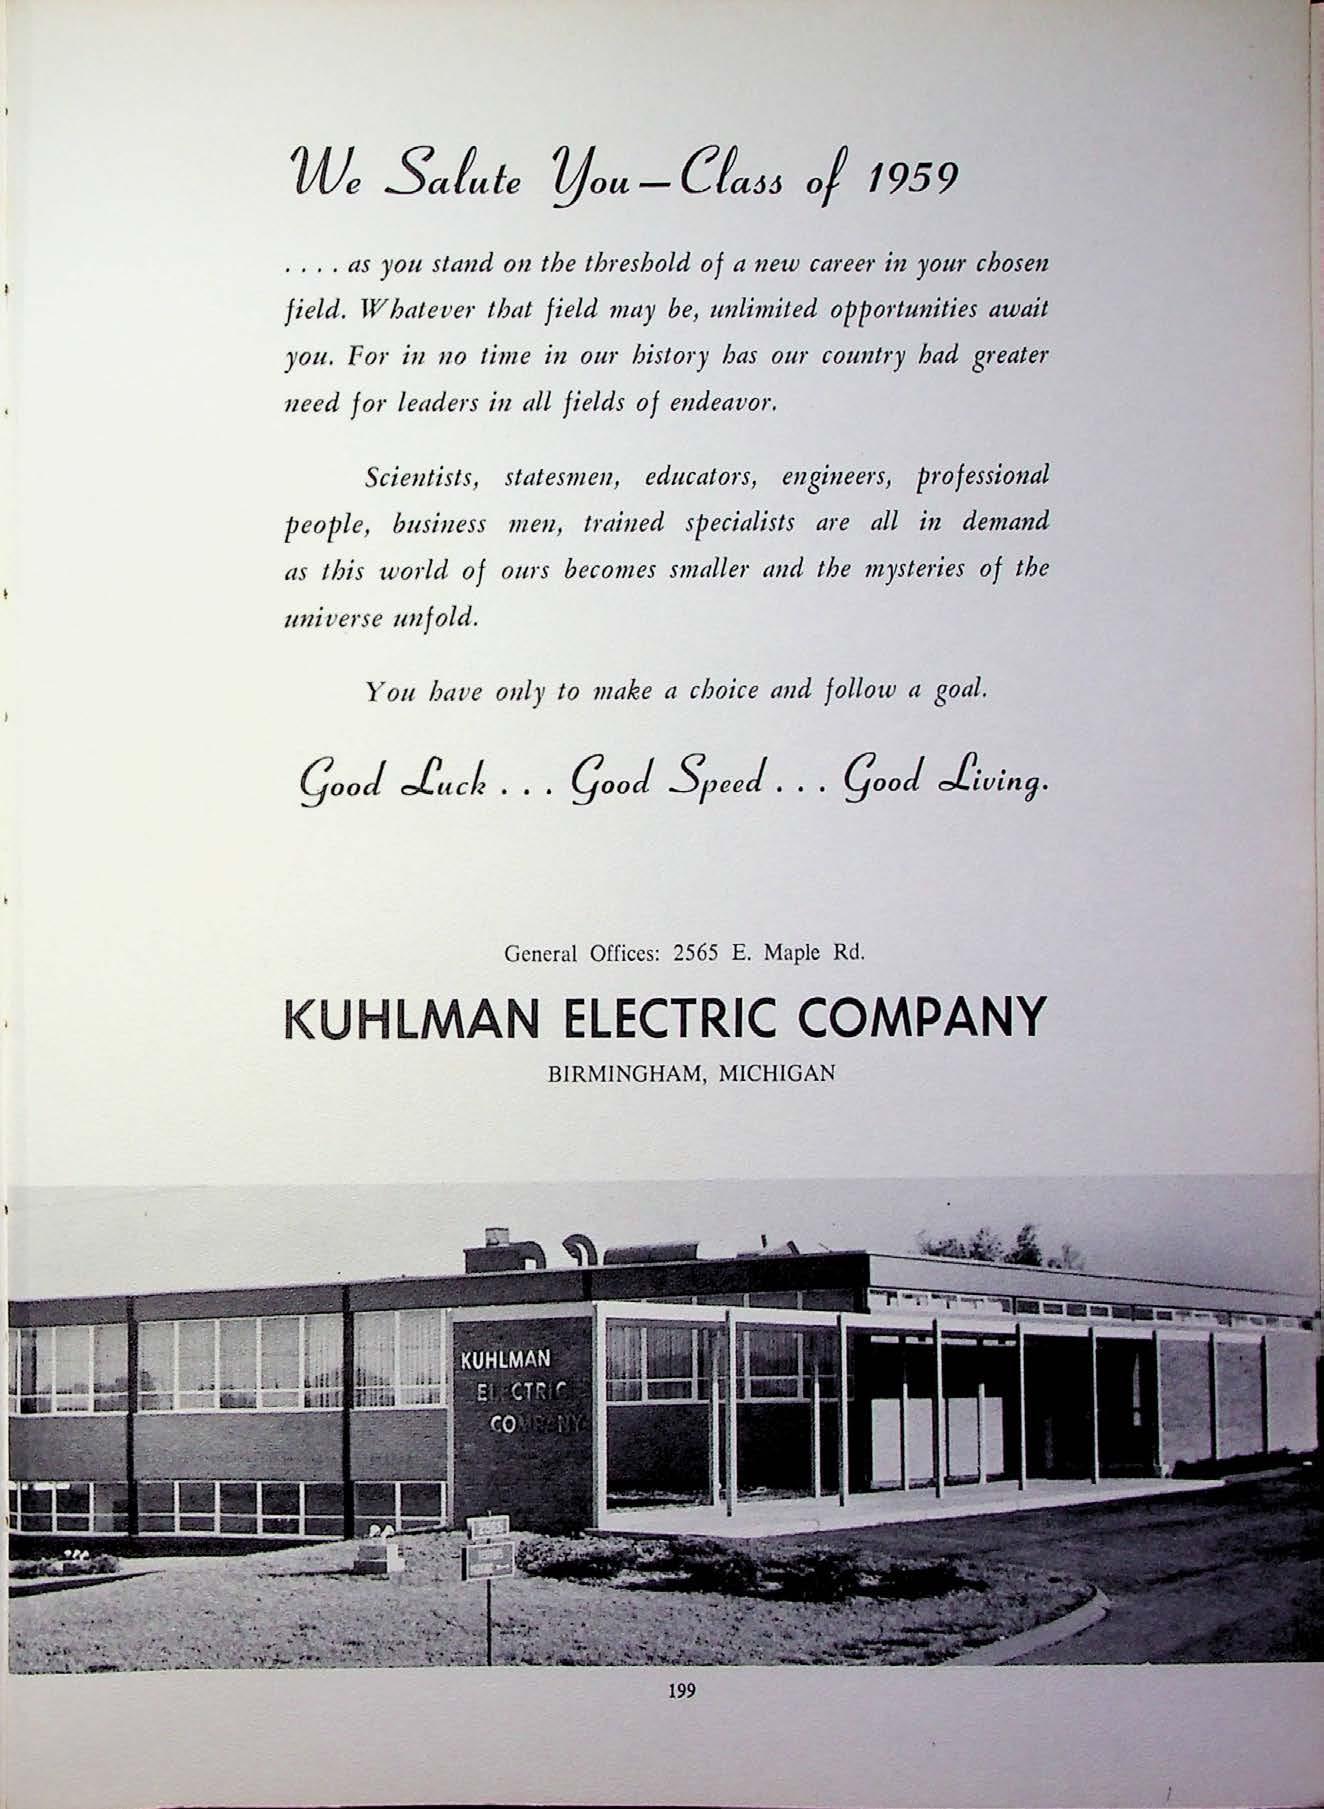 We Salute You—Class of 1959
. . . . as you stand on the threshold of a new career in your chosen
field. Whatever that field may be, unlimited opportunities await
you. For in no time in our history has our country had greater
need for leaders in all fields of endeavor.
Scientists, statesmen, educators, engineers, professional
people, business men, trained specialists are all in demand
as this world of ours becomes smaller and the mysteries of the
universe unfold.
You have only to make a choice and follow a goal.
Good Luck . . . Good Speed . . . Good Living.
General Offices: 2565 E. Maple Rd.
KUHLMAN ELECTRIC COMPANY
BIRMINGHAM, MICHIGAN
KUHLMAN
ELECTRIC
COMPANY
199